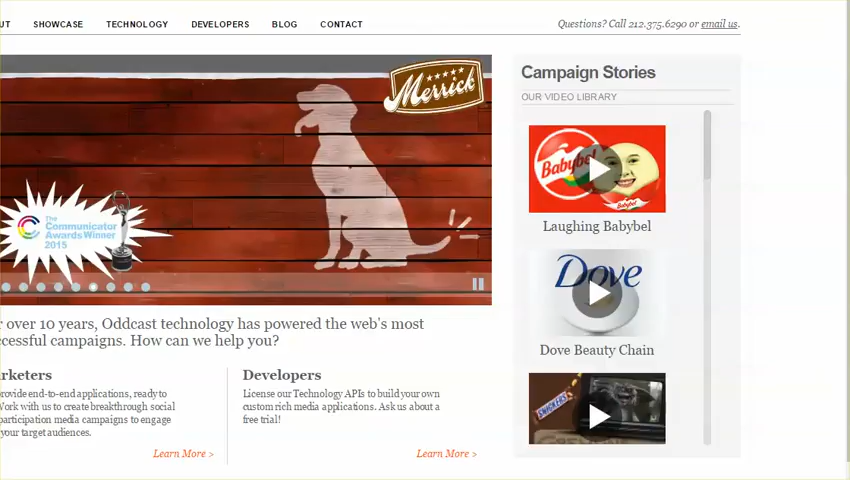 SHOWCASE
TECHNOLOGY
DEVELOPERS
BLOG
CONTACT
Questions? Call 212.375.6290 or email us.
Merrick
The
Communicator
Awards Winner
2015
over 10 years, Oddcast technology has powered the web's most
campaigns. How can we help you?
end-to-end applications, ready to
Work with us to create breakthrough social
participation media campaigns to engage
your target audiences.
Learn More >
Developers
License our Technology APIs to build your own
custom rich media applications. Ask us about a
free trial!
Learn More >
Campaign Stories
OUR VIDEO LIBRARY
Babybel
Babybel
Laughing Babybel
Dove
Dove Beauty Chain
SNICKERS